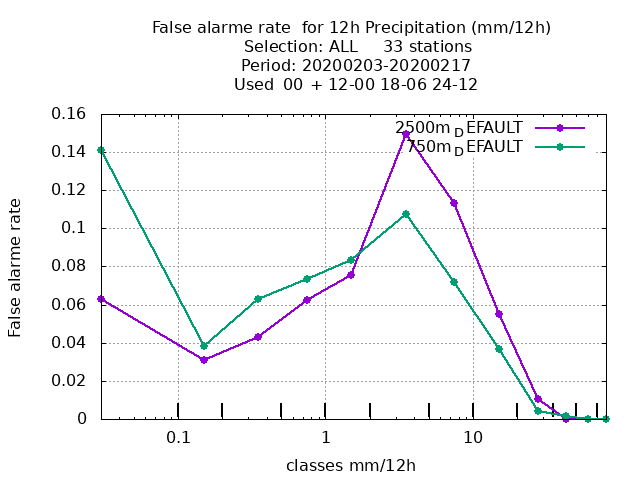 False alarme rate  for 12h Precipitation (mm/12h)
Selection: ALL     33 stations
Period: 20200203-20200217
Used  00  + 12-00 18-06 24-12
2500m_DEFAULT
750m_DEFAULT
0.16
0.14
0.12
0.1
0.08
0.06
0.04
0.02
0
False alarme rate
0.1 1 10
classes mm/12h